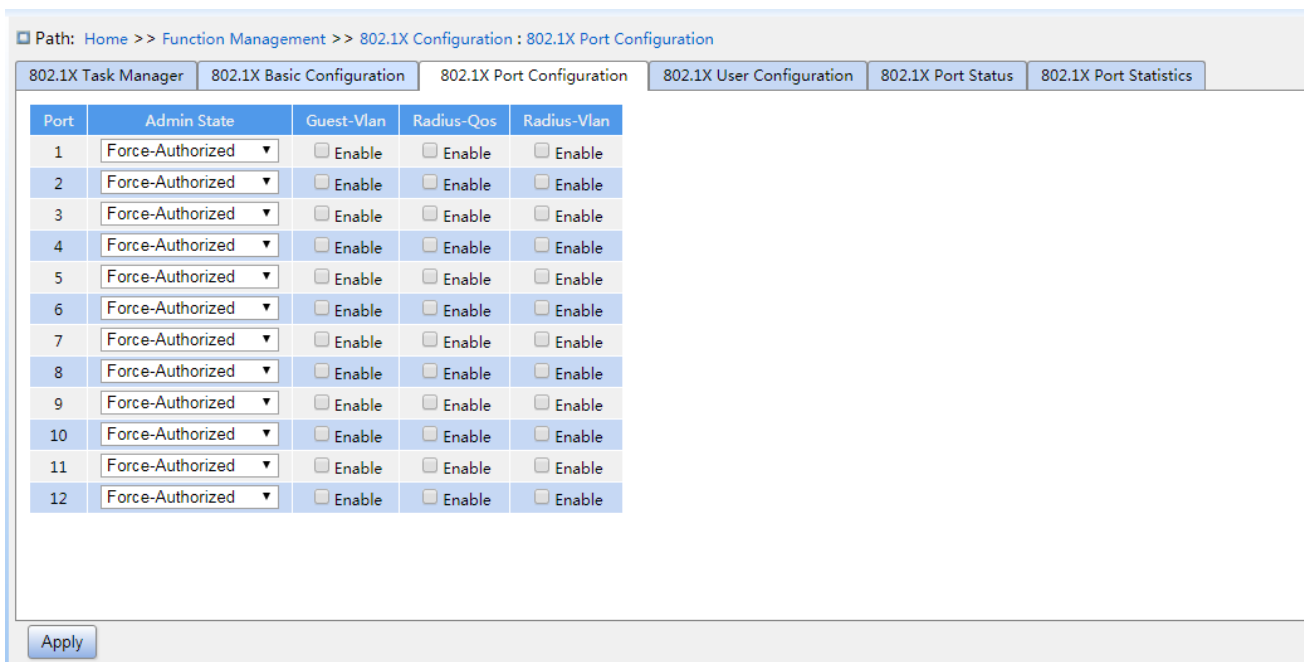 Path: Home >> Function Management >> 802.1X Configuration : 802.1X Port Configuration
802.1X Task Manager 802.1X Basic Configuration 802.1X Port Configuration 802.1X User Configuration 802.1X Port Status 802.1X Port Statistics
Port Admin State Guest-Vlan Radius-Qos Radius-Vlan
1 Force-Authorized Enable Enable Enable
2 Force-Authorized Enable Enable Enable
3 Force-Authorized Enable Enable Enable
4 Force-Authorized Enable Enable Enable
5 Force-Authorized Enable Enable Enable
6 Force-Authorized Enable Enable Enable
7 Force-Authorized Enable Enable Enable
8 Force-Authorized Enable Enable Enable
9 Force-Authorized Enable Enable Enable
10 Force-Authorized Enable Enable Enable
11 Force-Authorized Enable Enable Enable
12 Force-Authorized Enable Enable Enable
Apply